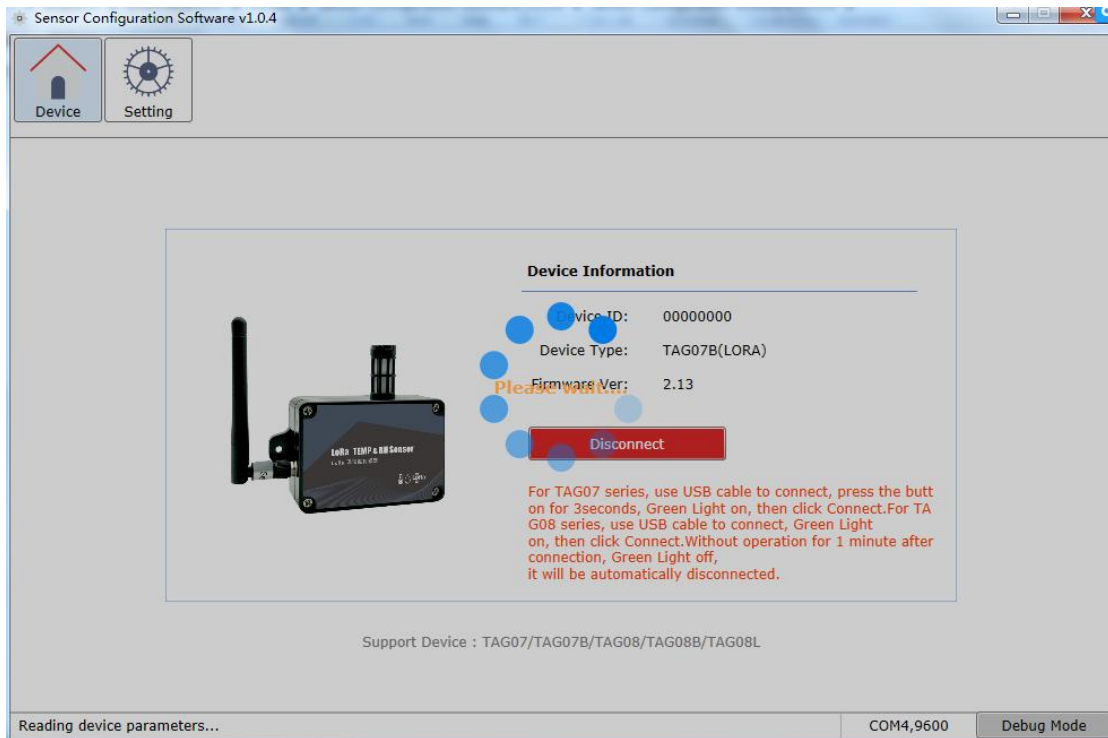 Sensor Configuration Software v1.0.4
Device
Setting
Device Information
Device ID: 00000000
Device Type: TAG07B(LORA)
Firmware Ver: 2.13
Please wait....
Disconnect
For TAG07 series, use USB cable to connect, press the butt
on for 3seconds, Green Light on, then click Connect.For TA
G08 series, use USB cable to connect, Green Light
on, then click Connect.Without operation for 1 minute after
connection, Green Light off,
it will be automatically disconnected.
LoRa TEMP & RH Sensor
Support Device : TAG07/TAG07B/TAG08/TAG08B/TAG08L
Reading device parameters...
COM4,9600
Debug Mode